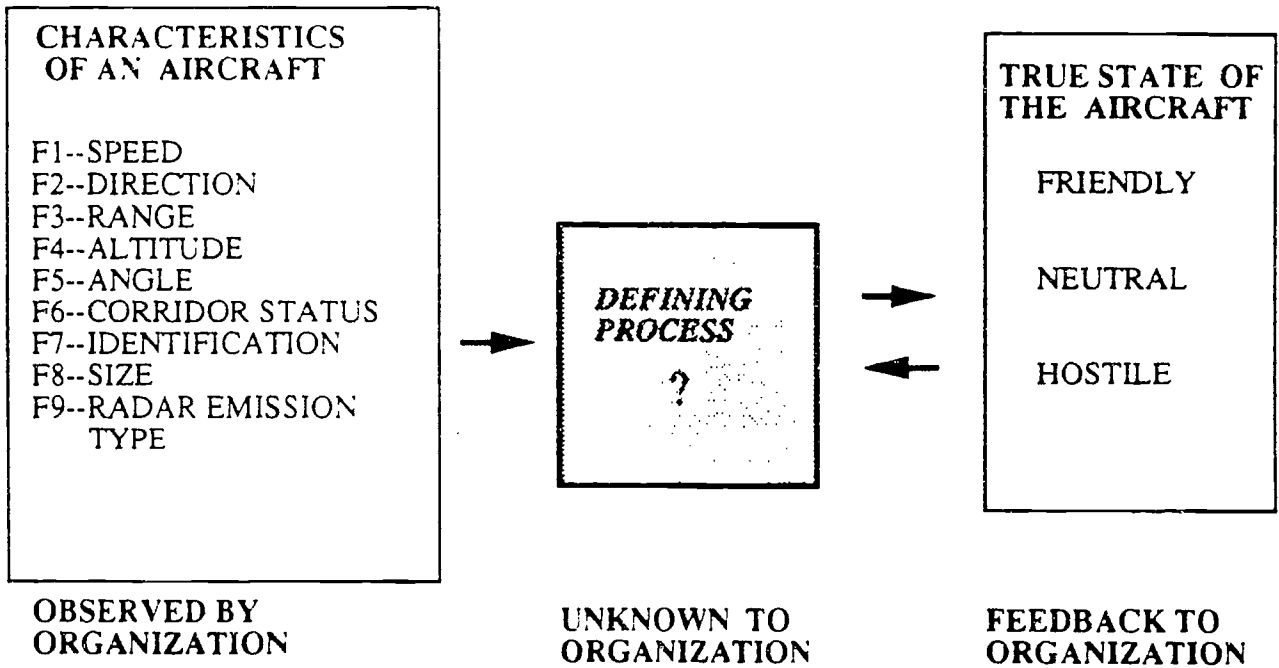 CHARACTERISTICS
OF AN AIRCRAFT
F1--SPEED
F2--DIRECTION
F3--RANGE
F4--ALTITUDE
F5--ANGLE
F6--CORRIDOR STATUS
F7--IDENTIFICATION
F8--SIZE
F9--RADAR EMISSION
TYPE
OBSERVED BY
ORGANIZATION
DEFINING
PROCESS
?
UNKNOWN TO
ORGANIZATION
TRUE STATE OF
THE AIRCRAFT
FRIENDLY
NEUTRAL
HOSTILE
FEEDBACK TO
ORGANIZATION